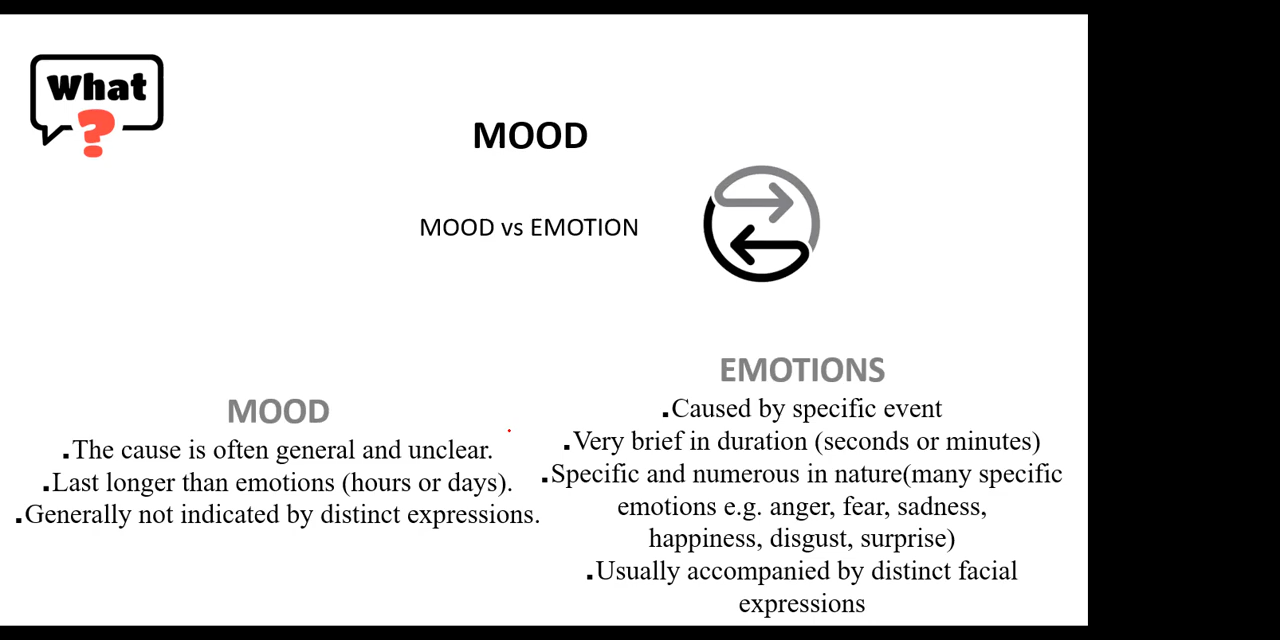 What
?
MOOD
MOOD vs EMOTION
MOOD
▪The cause is often general and unclear.
▪Last longer than emotions (hours or days).
▪Generally not indicated by distinct expressions.
EMOTIONS
▪Caused by specific event
▪Very brief in duration (seconds or minutes)
▪Specific and numerous in nature(many specific
emotions e.g. anger, fear, sadness,
happiness, disgust, surprise)
▪Usually accompanied by distinct facial
expressions